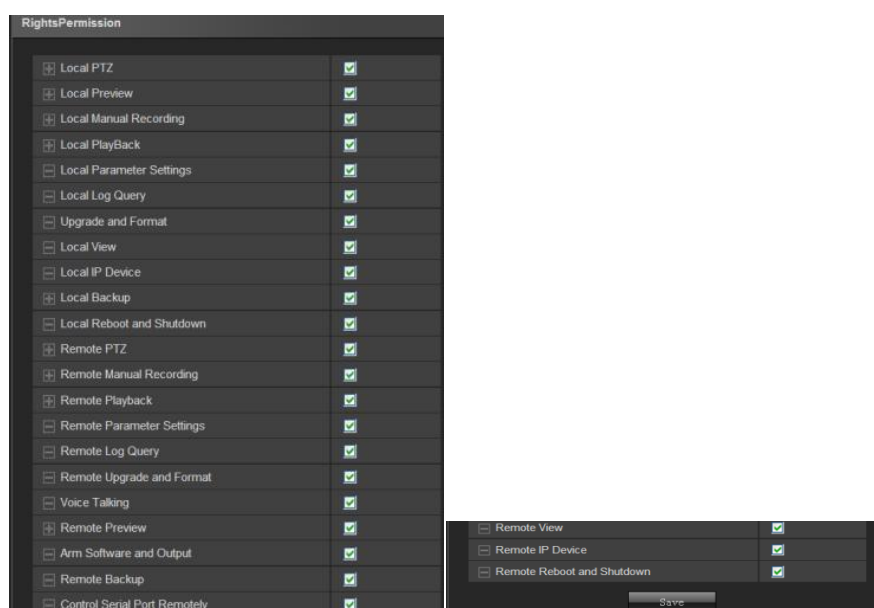 RightsPermission
Local PTZ
Local Preview
Local Manual Recording
Local PlayBack
Local Parameter Settings
Local Log Query
Upgrade and Format
Local View
Local IP Device
Local Backup
Local Reboot and Shutdown
Remote PTZ
Remote Manual Recording
Remote Playback
Remote Parameter Settings
Remote Log Query
Remote Upgrade and Format
Voice Talking
Remote Preview
Arm Software and Output
Remote Backup
Control Serial Port Remotely
Remote View
Remote IP Device
Remote Reboot and Shutdown
Save